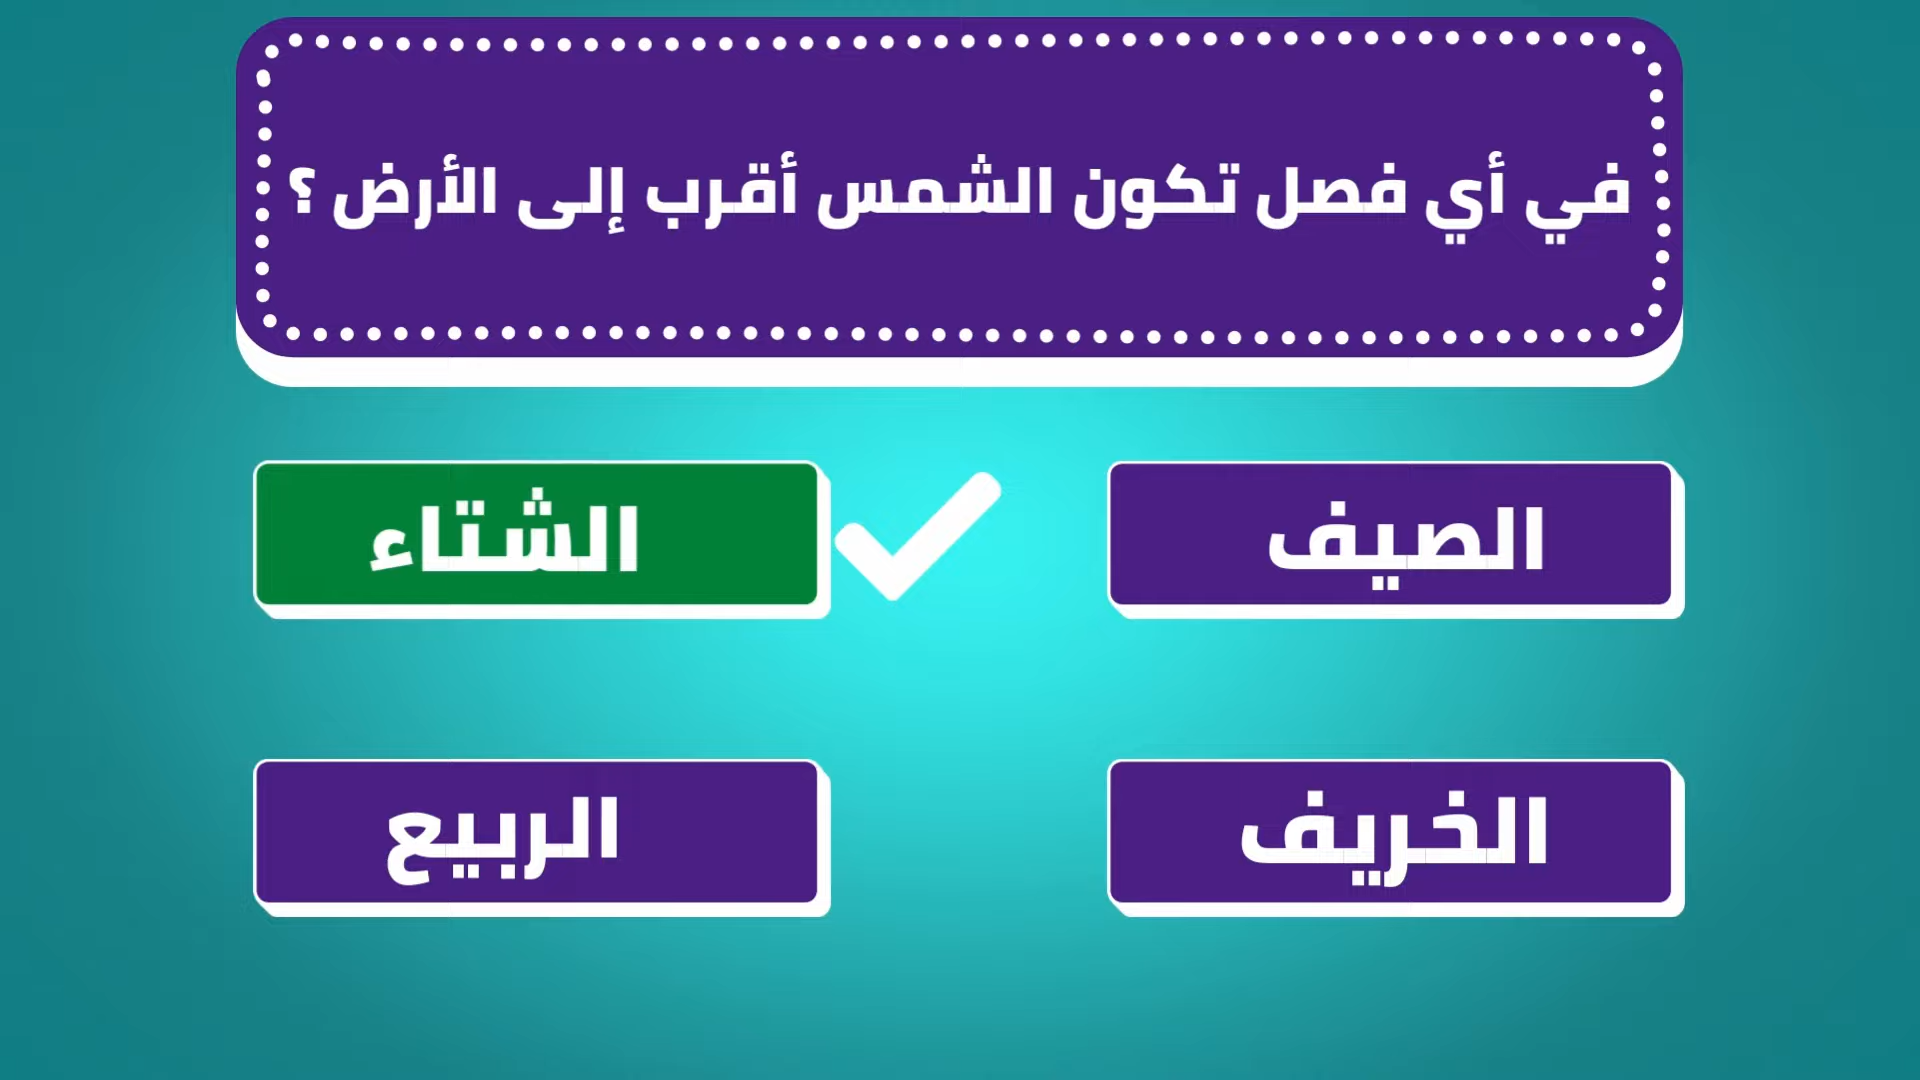 في أي فصل تكون الشمس أقرب إلى الأرض ؟
الصيف
الشتاء
الخريف
الربيع